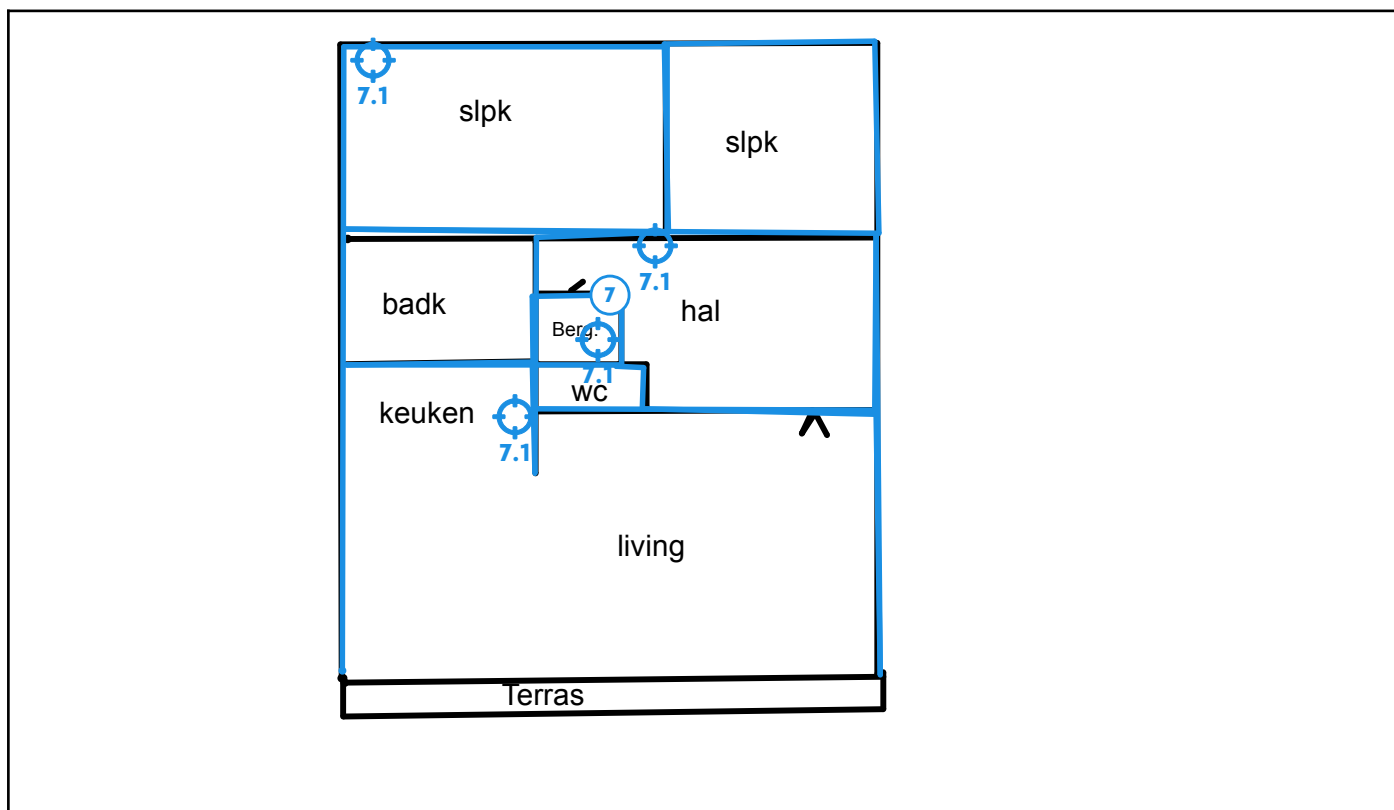 7.1
slpk
slpk
7.1
badk
7
hal
Berg.
7.1
wc
keuken
7.1
living
Terras